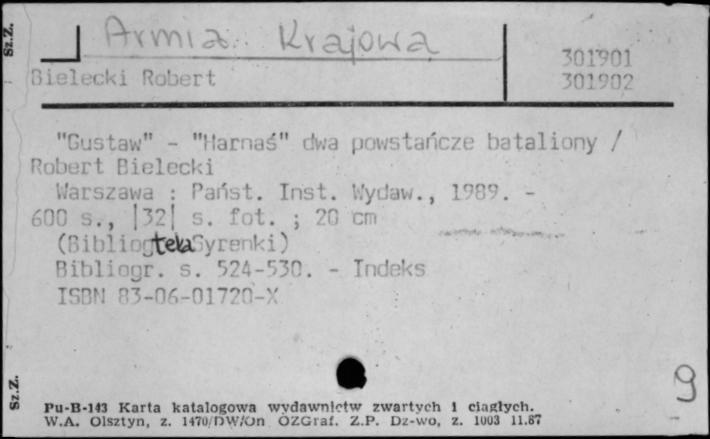 Sz.Z.
Armia Krajowa
301901
Bielecki Robert
301902
"Gustaw" - "Harnaś" dwa powstańcze bataliony /
Robert Bielecki
Warszawa : Państ. Inst. Wydaw., 1989. -
600 s., |32| s. fot. ; 20 cm
(Bibliogteka Syrenki)
Bibliogr. s. 524-530. - Indeks
ISBN 83-06-01720-X
9
Sz.Z.
Pu-B-143 Karta katalogowa wydawnictw zwartych i ciągłych.
W.A. Olsztyn, z. 1470/DW/On OZGraf. Z.P. Dz-wo, z. 1003 11.87